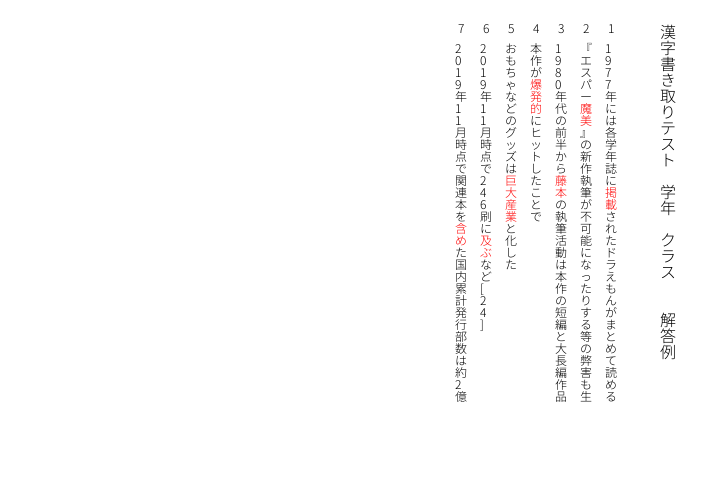 漢字書き取りテスト　学年　クラス　　解答例
1 1977年には各学年誌に掲載されたドラえもんがまとめて読める
2 『エスパー魔美』の新作執筆が不可能になったりする等の弊害も生
3 1980年代の前半から藤本の執筆活動は本作の短編と大長編作品
4 本作が爆発的にヒットしたことで
5 おもちゃなどのグッズは巨大産業と化した
6 2019年11月時点で246刷に及ぶなど[24]
7 2019年11月時点で関連本を含めた国内累計発行部数は約2億